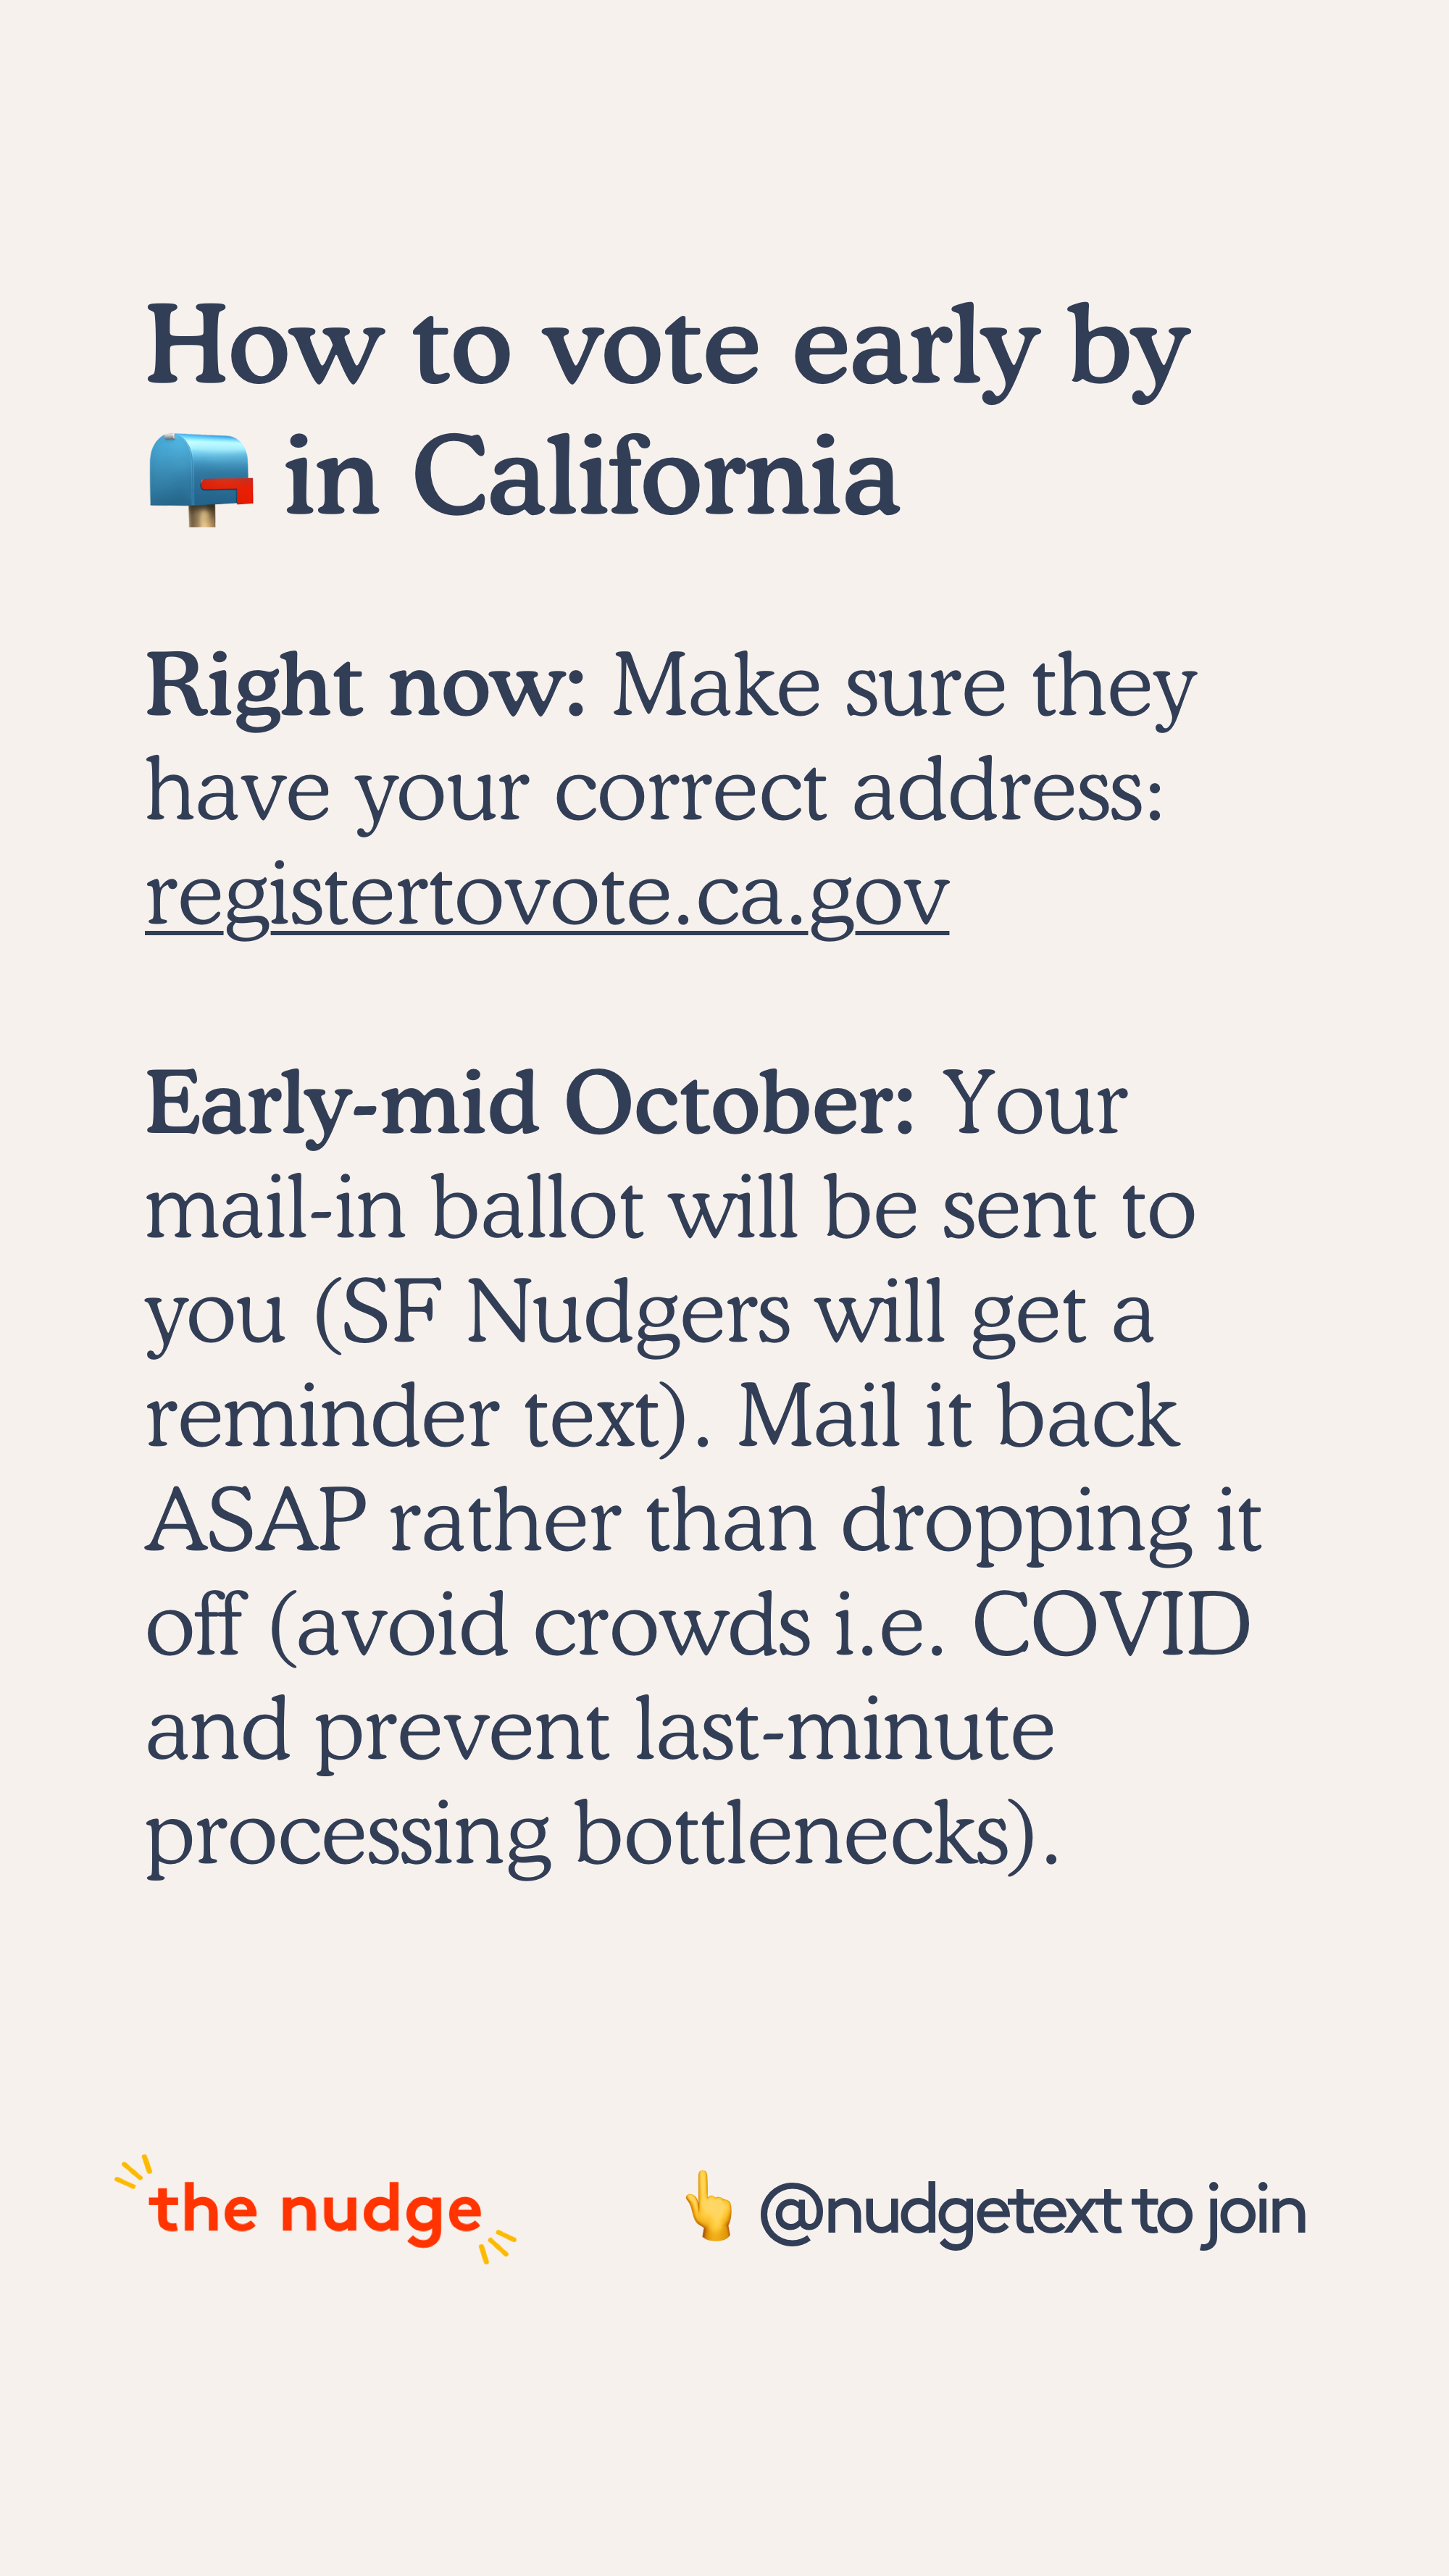 How to vote early by
📪 in California
Right now: Make sure they
have your correct address:
registertovote.ca.gov
Early-mid October: Your
mail-in ballot will be sent to
you (SF Nudgers will get a
reminder text). Mail it back
ASAP rather than dropping it
off (avoid crowds i.e. COVID
and prevent last-minute
processing bottlenecks).
the nudge
👆 @nudgetext to join